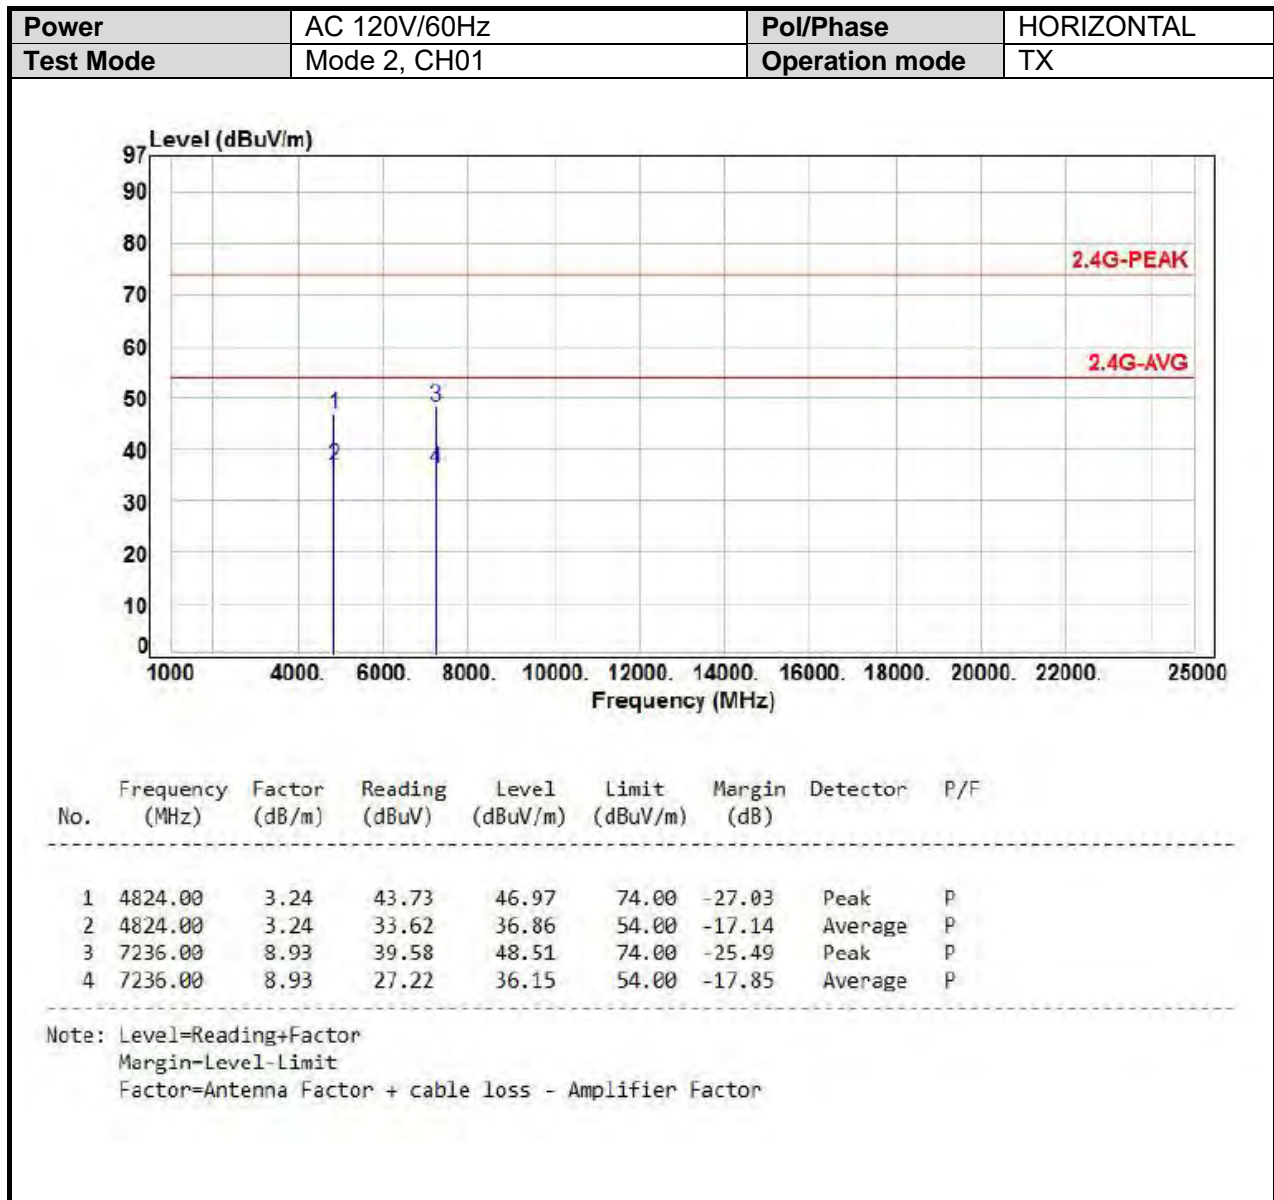 Power AC 120V/60Hz Pol/Phase HORIZONTAL
Test Mode Mode 2, CH01 Operation mode TX
Level (dBuV/m)
97
90
80
2.4G-PEAK
70
60
2.4G-AVG
50
1 3
40
2 4
30
20
10
0
1000 4000. 6000. 8000. 10000. 12000. 14000. 16000. 18000. 20000. 22000. 25000
Frequency (MHz)
Frequency Factor Reading Level Limit Margin Detector P/F
No. (MHz) (dB/m) (dBuV) (dBuV/m) (dBuV/m) (dB)
1 4824.00 3.24 43.73 46.97 74.00 -27.03 Peak P
2 4824.00 3.24 33.62 36.86 54.00 -17.14 Average P
3 7236.00 8.93 39.58 48.51 74.00 -25.49 Peak P
4 7236.00 8.93 27.22 36.15 54.00 -17.85 Average P
Note: Level=Reading+Factor
Margin=Level-Limit
Factor=Antenna Factor + cable loss - Amplifier Factor